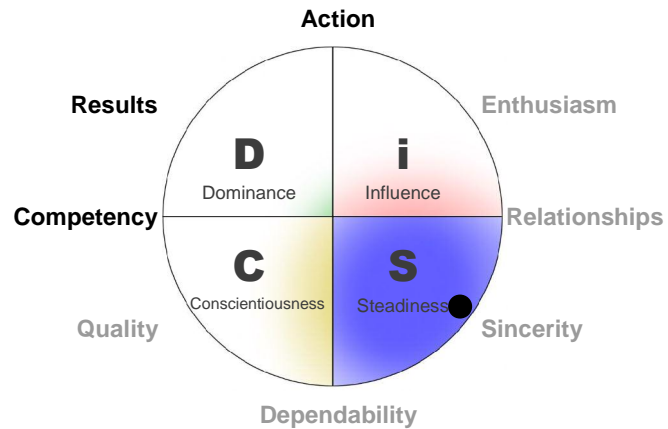 Action
Results
Enthusiasm
D
Dominance
i
Influence
Competency
Relationships
C
Conscientiousness
S
Steadiness
Quality
Sincerity
Dependability